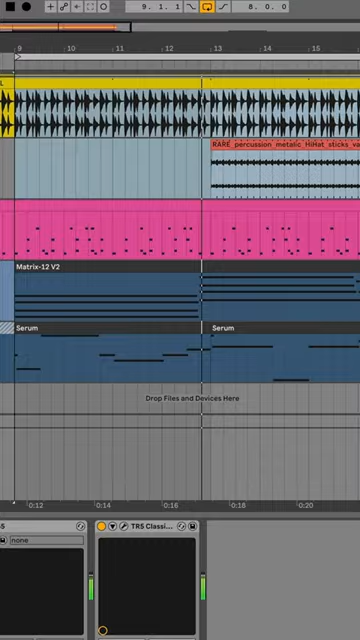 9. 1. 1
8. 0. 0
9
10
11
12
13
14
15
RARE_percussion_metalic_HiHat_sticks_va
Matrix-12 V2
Serum
Serum
Drop Files and Devices Here
0:12
0:14
0:16
0:18
0:20
TR5 Classi...
none